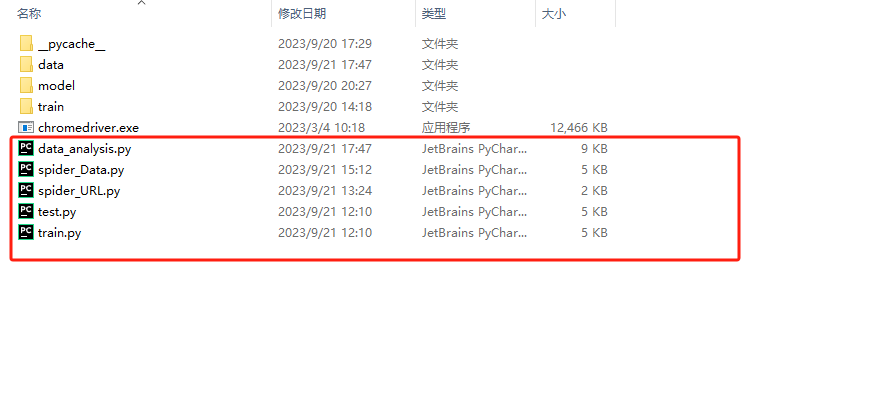 名称 修改日期 类型 大小
__pycache__ 2023/9/20 17:29 文件夹
data 2023/9/21 17:47 文件夹
model 2023/9/20 20:27 文件夹
train 2023/9/20 14:18 文件夹
chromedriver.exe 2023/3/4 10:18 应用程序 12,466 KB
PC data_analysis.py 2023/9/21 17:47 JetBrains PyChar... 9 KB
PC spider_Data.py 2023/9/21 15:12 JetBrains PyChar... 5 KB
PC spider_URL.py 2023/9/21 13:24 JetBrains PyChar... 2 KB
PC test.py 2023/9/21 12:10 JetBrains PyChar... 5 KB
PC train.py 2023/9/21 12:10 JetBrains PyChar... 5 KB